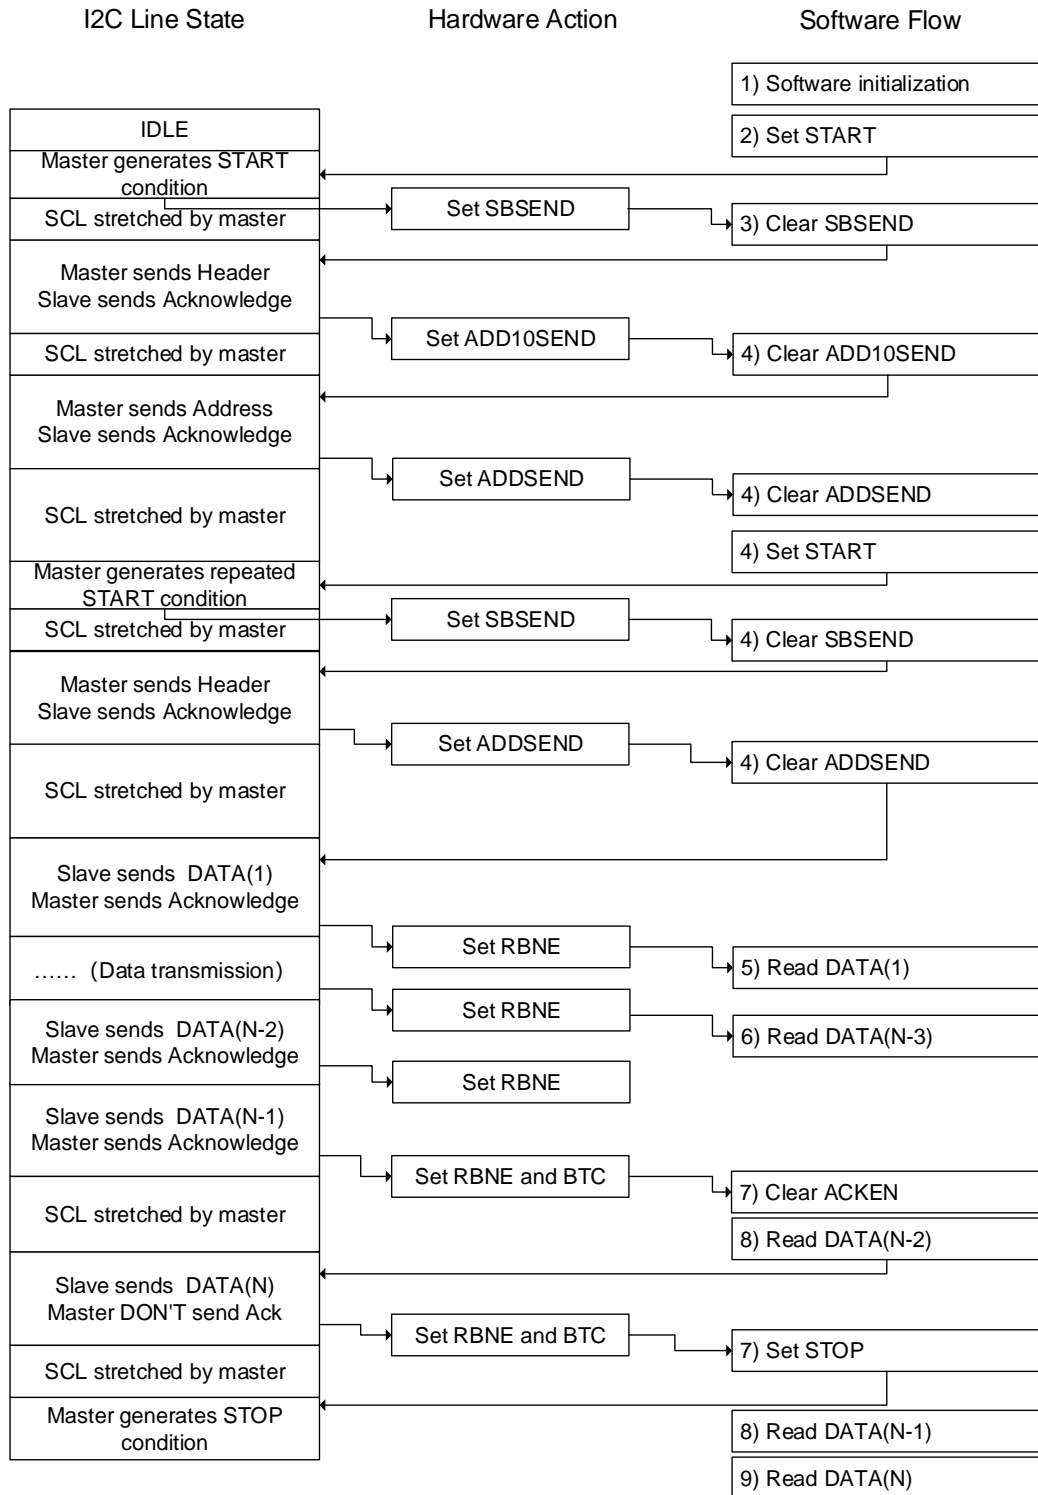 I2C Line State
Hardware Action
Software Flow
1) Software initialization
IDLE
2) Set START
Master generates START
condition
SCL stretched by master
Set SBSEND
3) Clear SBSEND
Master sends Header
Slave sends Acknowledge
Set ADD10SEND
SCL stretched by master
4) Clear ADD10SEND
Master sends Address
Slave sends Acknowledge
Set ADDSEND
4) Clear ADDSEND
SCL stretched by master
4) Set START
Master generates repeated
START condition
Set SBSEND
SCL stretched by master
4) Clear SBSEND
Master sends Header
Slave sends Acknowledge
Set ADDSEND
4) Clear ADDSEND
SCL stretched by master
Slave sends  DATA(1)
Master sends Acknowledge
Set RBNE
5) Read DATA(1)
...... (Data transmission)
Set RBNE
6) Read DATA(N-3)
Slave sends  DATA(N-2)
Master sends Acknowledge
Set RBNE
Slave sends  DATA(N-1)
Master sends Acknowledge
Set RBNE and BTC
7) Clear ACKEN
SCL stretched by master
8) Read DATA(N-2)
Slave sends  DATA(N)
Master DON'T send Ack
Set RBNE and BTC
7) Set STOP
SCL stretched by master
Master generates STOP
condition
8) Read DATA(N-1)
9) Read DATA(N)